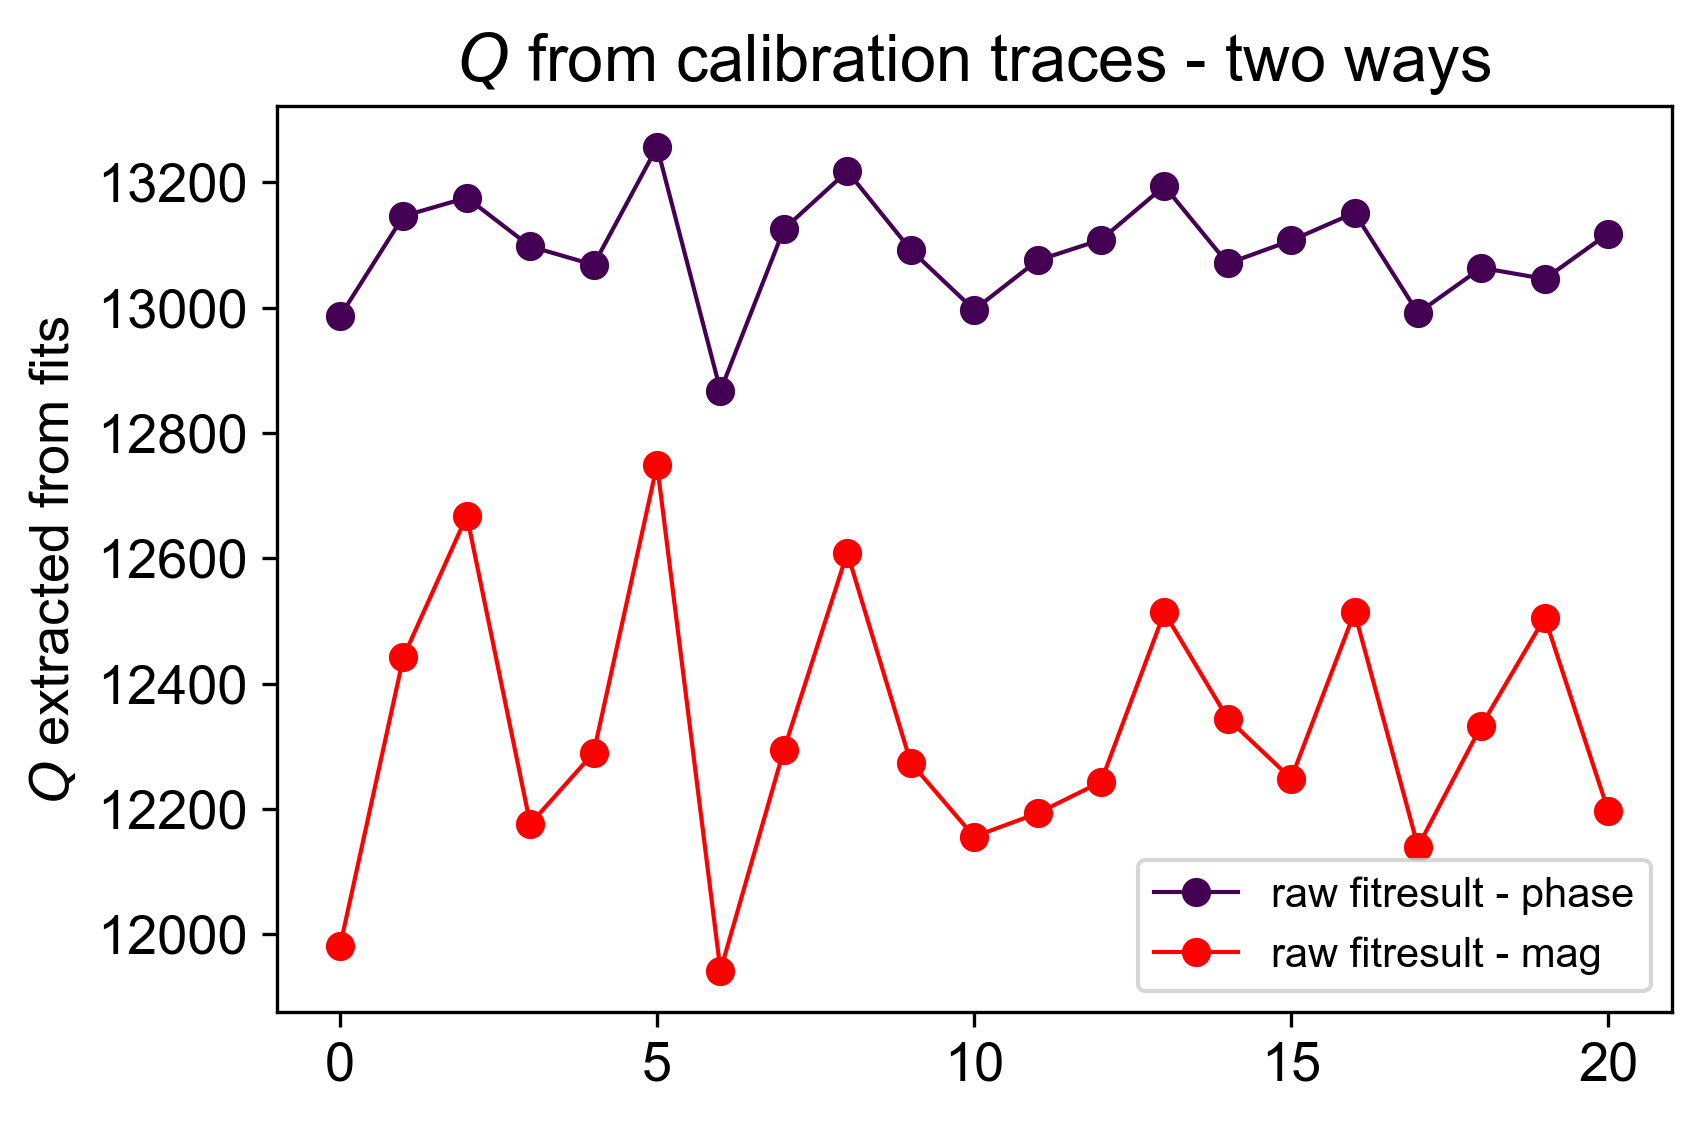 Q from calibration traces - two ways
Q extracted from fits
13200
13000
12800
12600
12400
12200
12000
raw fitresult - phase
raw fitresult - mag
0 5 10 15 20